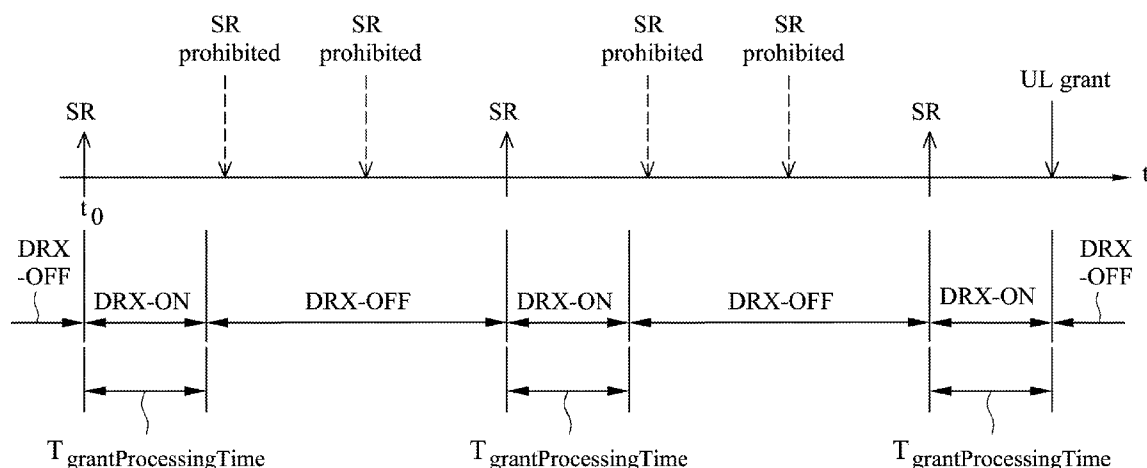 SR
prohibited
SR
prohibited
SR
prohibited
SR
prohibited
UL grant
SR
SR
SR
t
t0
DRX
-OFF
DRX-ON
DRX-OFF
DRX-ON
DRX-OFF
DRX-ON
DRX
-OFF
TgrantProcessingTime
TgrantProcessingTime
TgrantProcessingTime